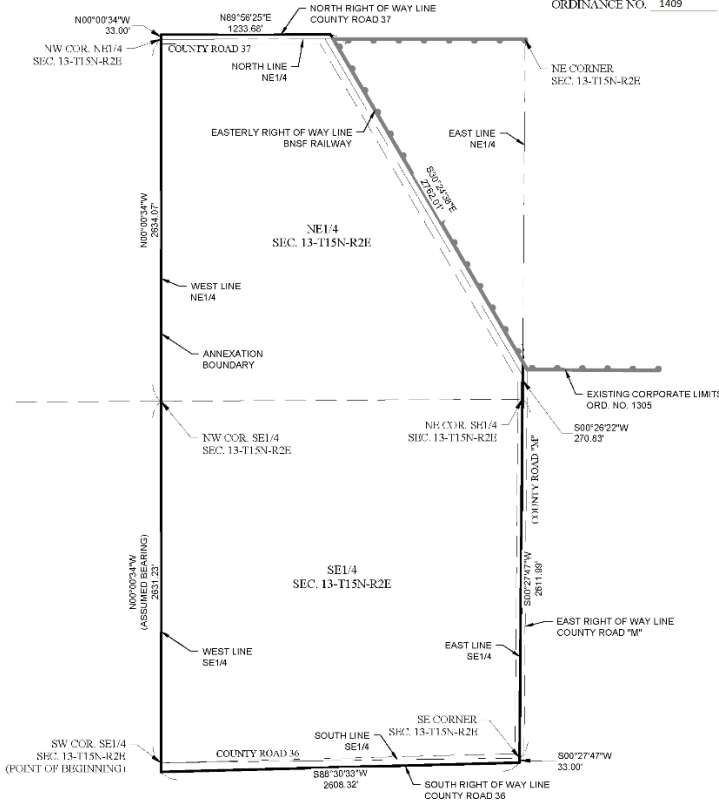 ORDINANCE NO. 1409
N00°00'34"W
33.00'
N89°56'25"E
1233.68'
NORTH RIGHT OF WAY LINE
COUNTY ROAD 37
NW COR. NE1/4
SEC. 13-T15N-R2E
COUNTY ROAD 37
NORTH LINE
NE1/4
NE CORNER
SEC. 13-T15N-R2E
EASTERLY RIGHT OF WAY LINE
BNSF RAILWAY
EAST LINE
NE1/4
S30°24'38"E
2762.01'
N00°00'34"W
2634.07'
NE1/4
SEC. 13-T15N-R2E
WEST LINE
NE1/4
ANNEXATION
BOUNDARY
EXISTING CORPORATE LIMITS
ORD. NO. 1305
NW COR. SE1/4
SEC. 13-T15N-R2E
NE COR. SE1/4
SEC. 13-T15N-R2E
S00°26'22"W
270.83'
COUNTY ROAD "M"
N00°00'34"W
(ASSUMED BEARING)
2631.23'
SE1/4
SEC. 13-T15N-R2E
S00°27'47"W
2611.99'
EAST RIGHT OF WAY LINE
COUNTY ROAD "M"
WEST LINE
SE1/4
EAST LINE
SE1/4
SW COR. SE1/4
SEC. 13-T15N-R2E
(POINT OF BEGINNING)
COUNTY ROAD 36
SOUTH LINE
SE1/4
SE CORNER
SEC. 13-T15N-R2E
S00°27'47"W
33.00'
S88°30'33"W
2608.32'
SOUTH RIGHT OF WAY LINE
COUNTY ROAD 36